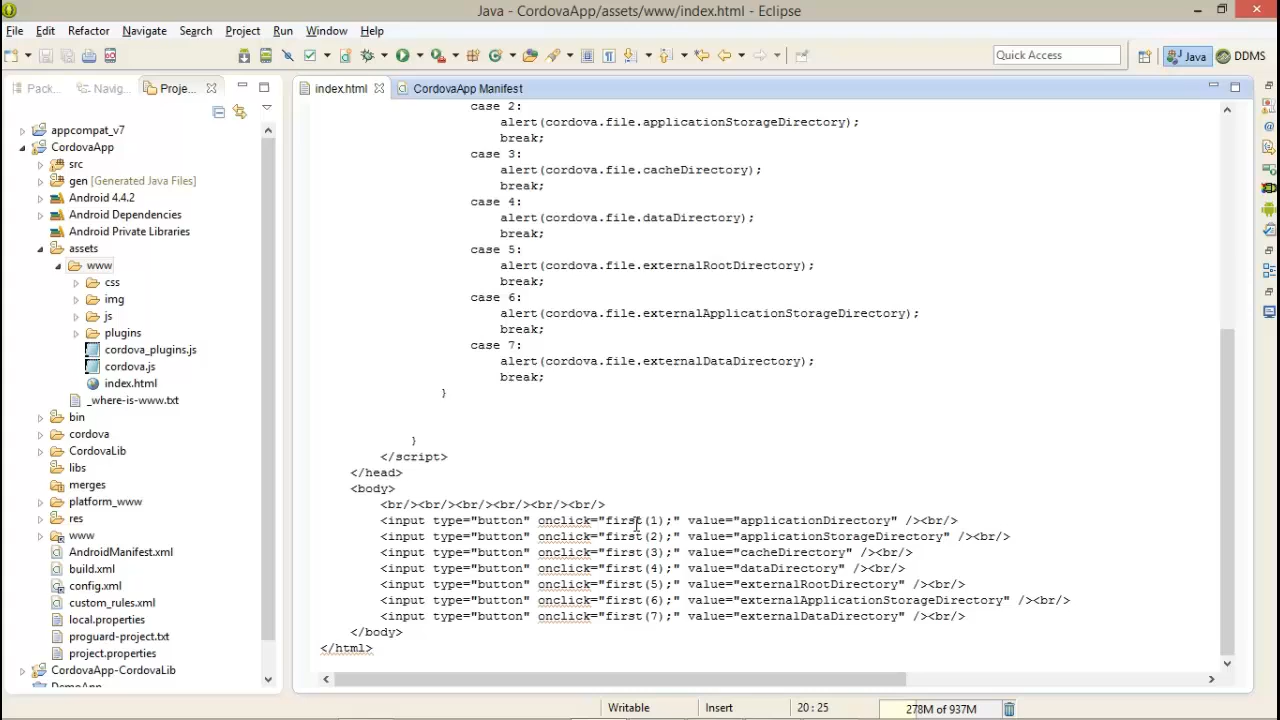 Java - CordovaApp/assets/www/index.html - Eclipse
File Edit Refactor Navigate Search Project Run Window Help
Quick Access
Java
DDMS
Pack...
Navig...
Proje...
index.html
CordovaApp Manifest
appcompat_v7
CordovaApp
src
gen [Generated Java Files]
Android 4.4.2
Android Dependencies
Android Private Libraries
assets
www
css
img
js
plugins
cordova_plugins.js
cordova.js
index.html
_where-is-www.txt
bin
cordova
CordovaLib
libs
merges
platform_www
res
www
AndroidManifest.xml
build.xml
config.xml
custom_rules.xml
local.properties
proguard-project.txt
project.properties
CordovaApp-CordovaLib
DemoApp
case 2:
alert(cordova.file.applicationStorageDirectory);
break;
case 3:
alert(cordova.file.cacheDirectory);
break;
case 4:
alert(cordova.file.dataDirectory);
break;
case 5:
alert(cordova.file.externalRootDirectory);
break;
case 6:
alert(cordova.file.externalApplicationStorageDirectory);
break;
case 7:
alert(cordova.file.externalDataDirectory);
break;
}
}
</script>
</head>
<body>
<br/><br/><br/><br/><br/><br/>
<input type="button" onclick="first(1);" value="applicationDirectory" /><br/>
<input type="button" onclick="first(2);" value="applicationStorageDirectory" /><br/>
<input type="button" onclick="first(3);" value="cacheDirectory" /><br/>
<input type="button" onclick="first(4);" value="dataDirectory" /><br/>
<input type="button" onclick="first(5);" value="externalRootDirectory" /><br/>
<input type="button" onclick="first(6);" value="externalApplicationStorageDirectory" /><br/>
<input type="button" onclick="first(7);" value="externalDataDirectory" /><br/>
</body>
</html>
Writable
Insert
20 : 25
278M of 937M